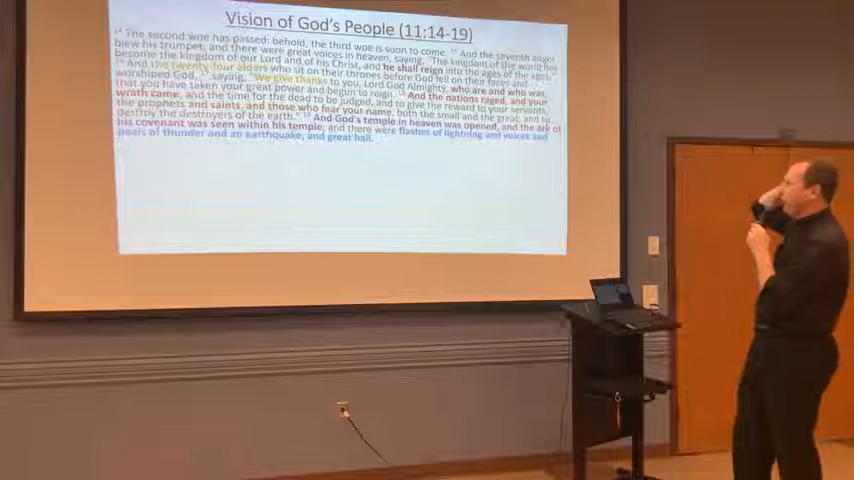 Vision of God's People (11:14-19)
14 The second woe has passed; behold, the third woe is soon to come. 15 And the seventh angel
blew his trumpet, and there were great voices in heaven, saying, "The kingdom of the world has
become the kingdom of our Lord and of his Christ, and he shall reign into the ages of the ages."
16 And the twenty four elders who sit on their thrones before God fell on their faces and
worshiped God, 17 saying, "We give thanks to you, Lord God Almighty, who are and who was,
that you have taken your great power and begun to reign. 18 And the nations raged, and your
wrath came, and the time for the dead to be judged, and to give the reward to your servants,
the prophets and saints, and those who fear your name, both the small and the great; and to
destroy the destroyers of the earth." 19 And God's temple in heaven was opened, and the ark of
his covenant was seen within his temple; and there were flashes of lightning and voices and
peals of thunder and an earthquake, and great hail.